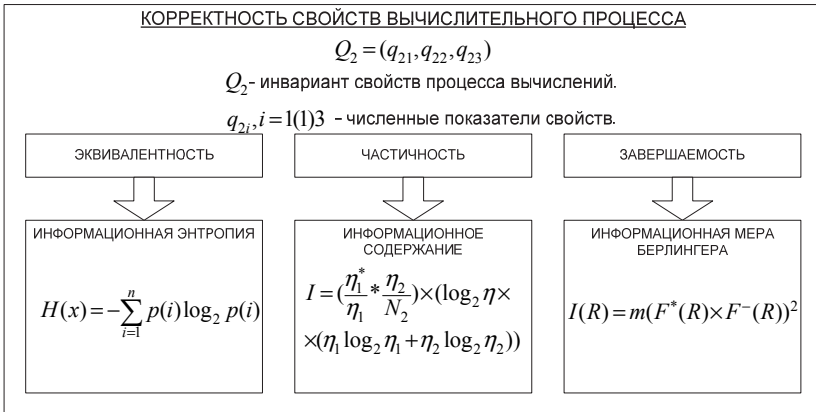 КОРРЕКТНОСТЬ СВОЙСТВ ВЫЧИСЛИТЕЛЬНОГО ПРОЦЕССА
Q₂ = (q₂₁, q₂₂, q₂₃)
Q₂- инвариант свойств процесса вычислений.
q₂ᵢ, i = 1(1)3 - численные показатели свойств.
ЭКВИВАЛЕНТНОСТЬ
ЧАСТИЧНОСТЬ
ЗАВЕРШАЕМОСТЬ
ИНФОРМАЦИОННАЯ ЭНТРОПИЯ
H(x) = −∑_{i=1}^{n} p(i) log₂ p(i)
ИНФОРМАЦИОННОЕ
СОДЕРЖАНИЕ
I = (η₁*/η₁ * η₂/N₂) × (log₂ η ×
× (η₁ log₂ η₁ + η₂ log₂ η₂))
ИНФОРМАЦИОННАЯ МЕРА
БЕРЛИНГЕРА
I(R) = m(F*(R) × F⁻(R))²